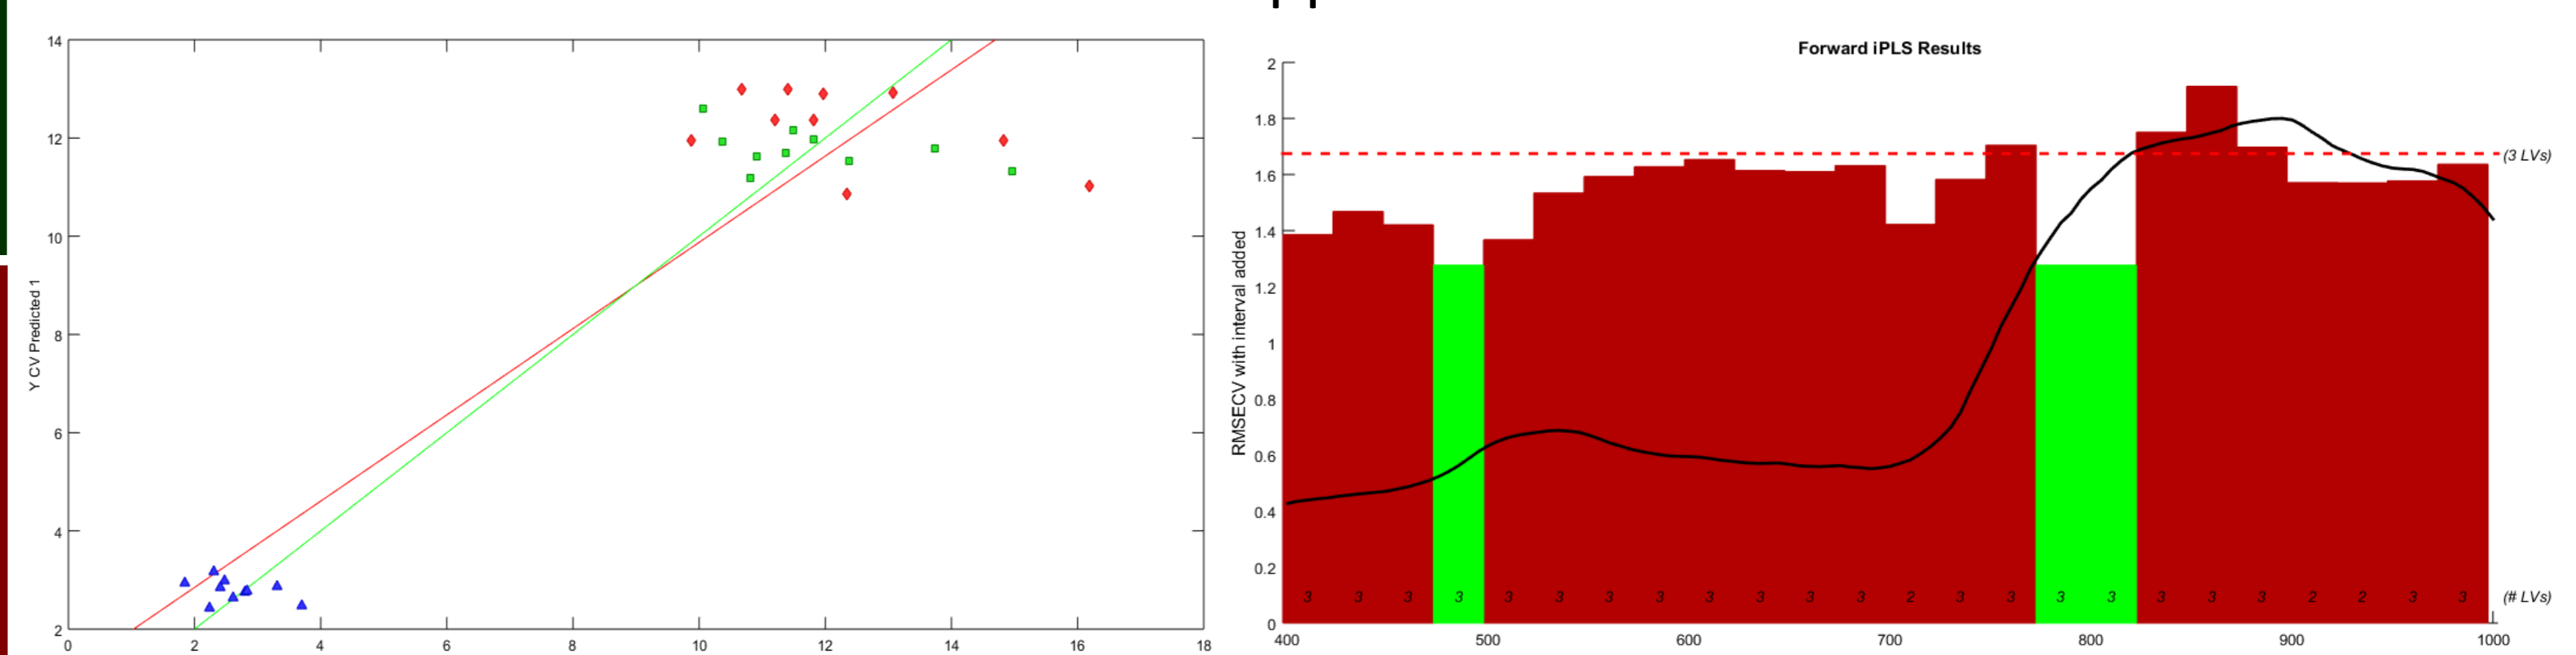 14
12
10
8
6
4
2
Y CV Predicted 1
0 2 4 6 8 10 12 14 16 18
Forward iPLS Results
2
1.8
1.6
1.4
1.2
1
0.8
0.6
0.4
0.2
0
RMSECV with interval added
(3 LVs)
3 3 3 3 3 3 3 3 3 3 3 3 2 3 3 3 3 3 3 3 2 2 3 3 (# LVs)
400 500 600 700 800 900 1000